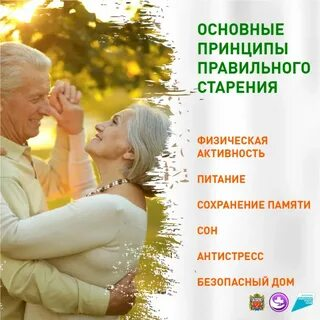 ОСНОВНЫЕ
ПРИНЦИПЫ
ПРАВИЛЬНОГО
СТАРЕНИЯ
ФИЗИЧЕСКАЯ
АКТИВНОСТЬ
ПИТАНИЕ
СОХРАНЕНИЕ ПАМЯТИ
СОН
АНТИСТРЕСС
БЕЗОПАСНЫЙ ДОМ